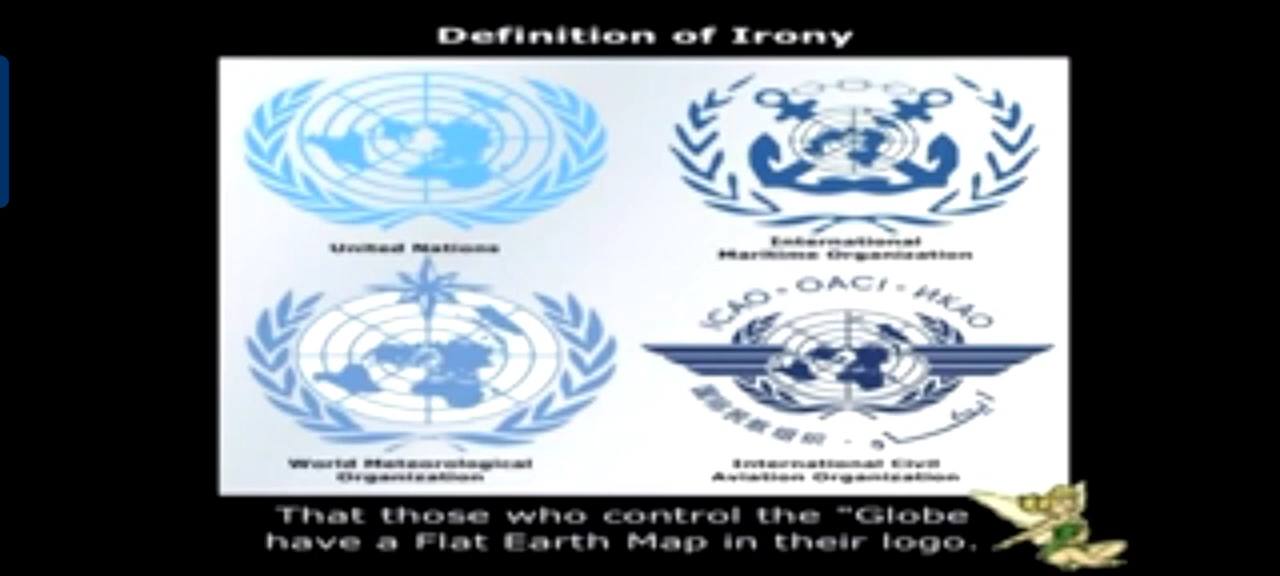 Definition of Irony
United Nations
International
Maritime Organization
ICAO - OACI - ИКАО
World Meteorological
Organization
International Civil
Aviation Organization
That those who control the "Globe
have a Flat Earth Map in their logo.